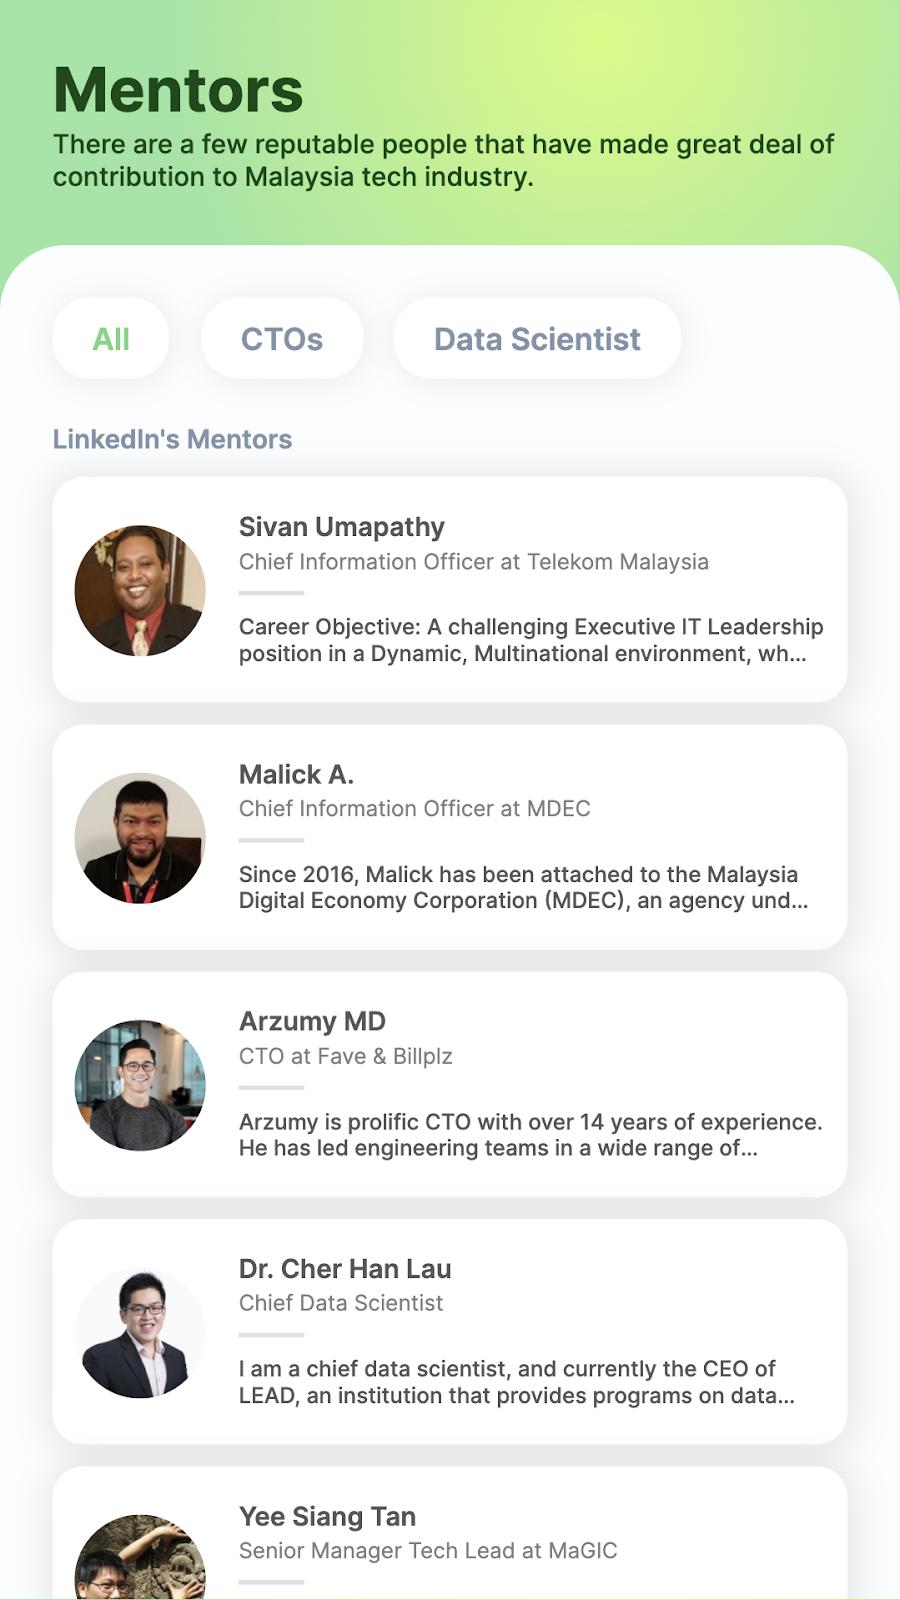 Mentors
There are a few reputable people that have made great deal of
contribution to Malaysia tech industry.
All
CTOs
Data Scientist
LinkedIn's Mentors
Sivan Umapathy
Chief Information Officer at Telekom Malaysia
Career Objective: A challenging Executive IT Leadership
position in a Dynamic, Multinational environment, wh...
Malick A.
Chief Information Officer at MDEC
Since 2016, Malick has been attached to the Malaysia
Digital Economy Corporation (MDEC), an agency und...
Arzumy MD
CTO at Fave & Billplz
Arzumy is prolific CTO with over 14 years of experience.
He has led engineering teams in a wide range of...
Dr. Cher Han Lau
Chief Data Scientist
I am a chief data scientist, and currently the CEO of
LEAD, an institution that provides programs on data...
Yee Siang Tan
Senior Manager Tech Lead at MaGIC